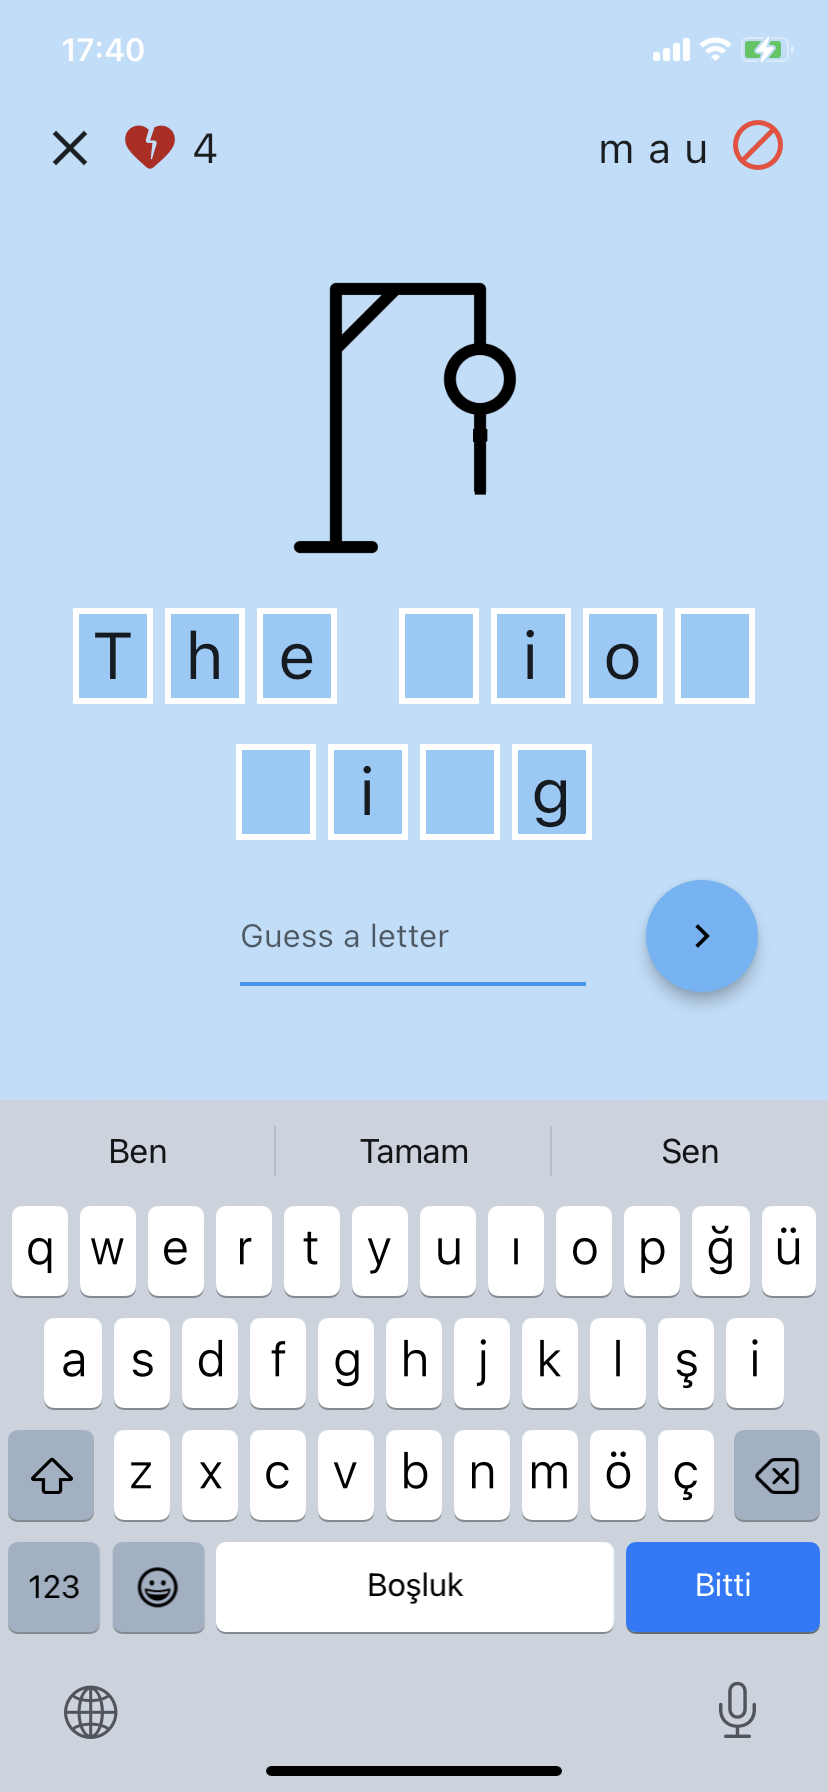 17:40
4 m a u
T h e i o
i g
Guess a letter
Ben Tamam Sen
q w e r t y u ı o p ğ ü
a s d f g h j k l ş i
z x c v b n m ö ç
123 Boşluk Bitti